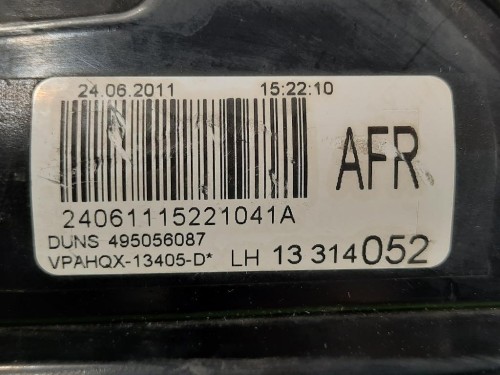 24.06.2011 15:22:10
AFR
24061115221041A
DUNS 495056087
VPAHQX-13405-D* LH 13 314052